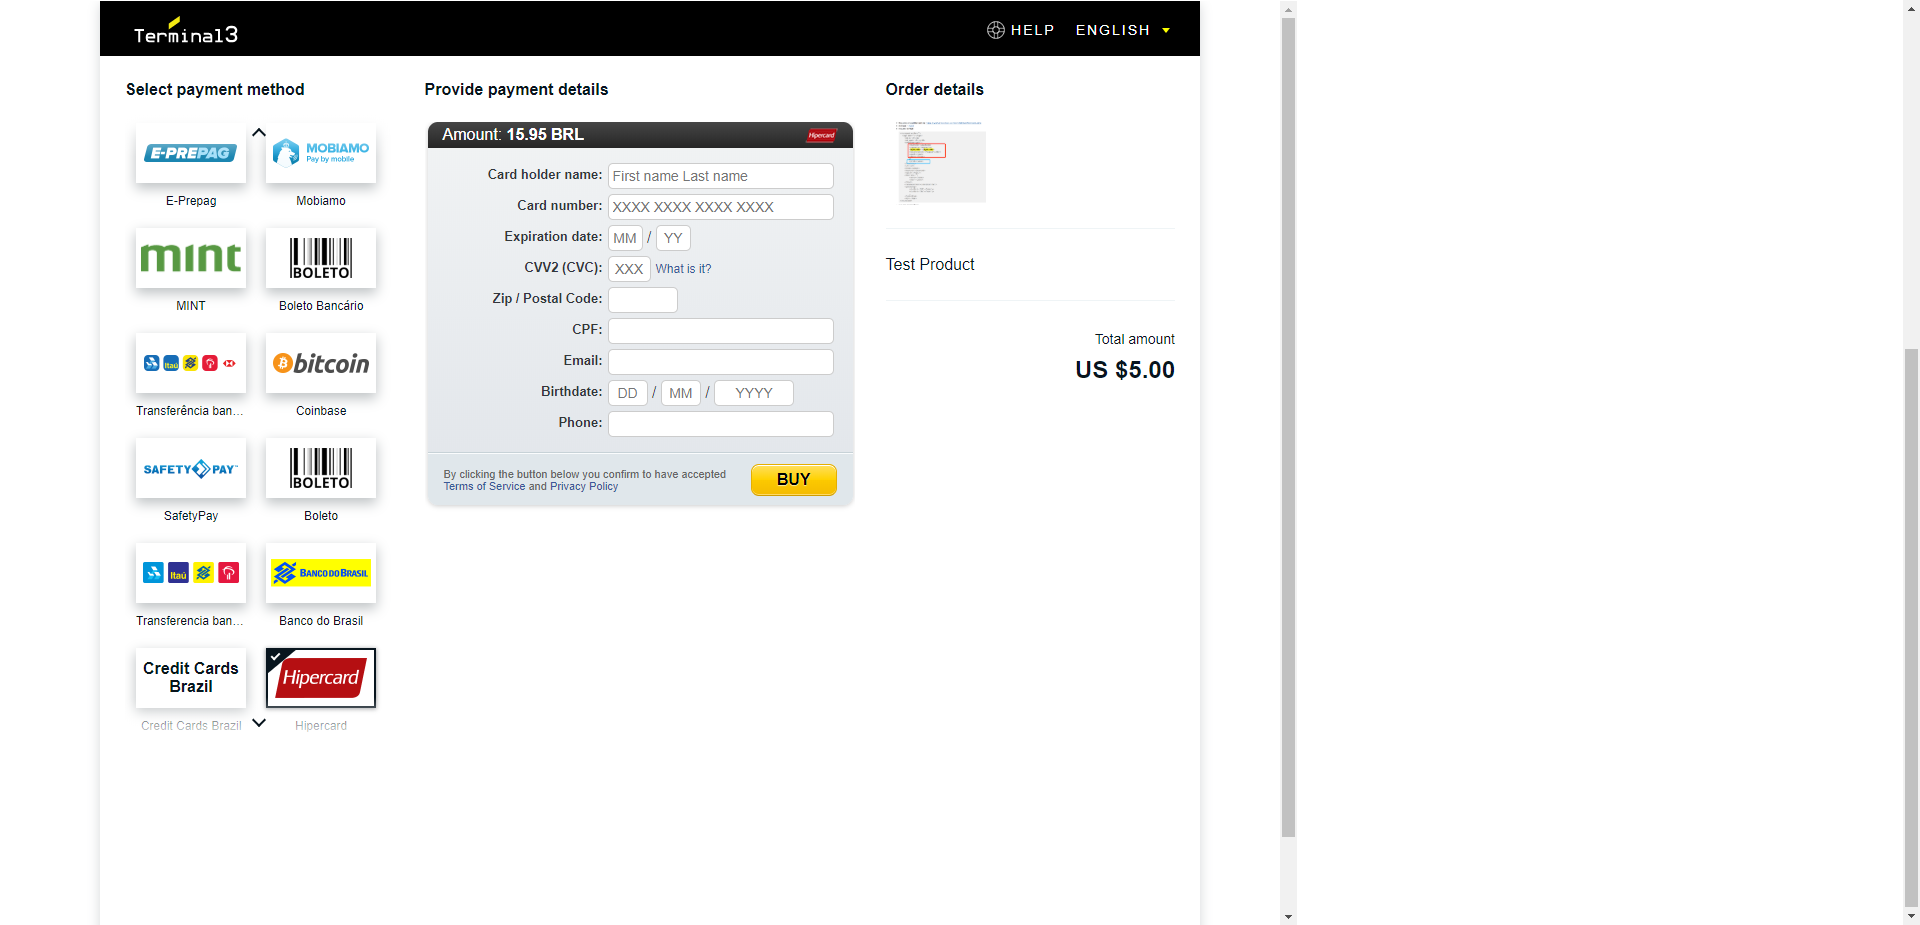 Terminal3
HELP
ENGLISH
Select payment method
Provide payment details
Order details
E-PREPAG
MOBIAMO
Pay by mobile
E-Prepag
Mobiamo
mint
BOLETO
MINT
Boleto Bancário
Itaú
bitcoin
Transferência ban...
Coinbase
SAFETYPAY
BOLETO
SafetyPay
Boleto
Itaú
BANCO DO BRASIL
Transferencia ban...
Banco do Brasil
Credit Cards
Brazil
Hipercard
Credit Cards Brazil
Hipercard
Amount: 15.95 BRL
Hipercard
Card holder name: First name Last name
Card number: XXXX XXXX XXXX XXXX
Expiration date: MM / YY
CVV2 (CVC): XXX What is it?
Zip / Postal Code:
CPF:
Email:
Birthdate: DD / MM / YYYY
Phone:
By clicking the button below you confirm to have accepted
Terms of Service and Privacy Policy
BUY
Test Product
Total amount
US $5.00